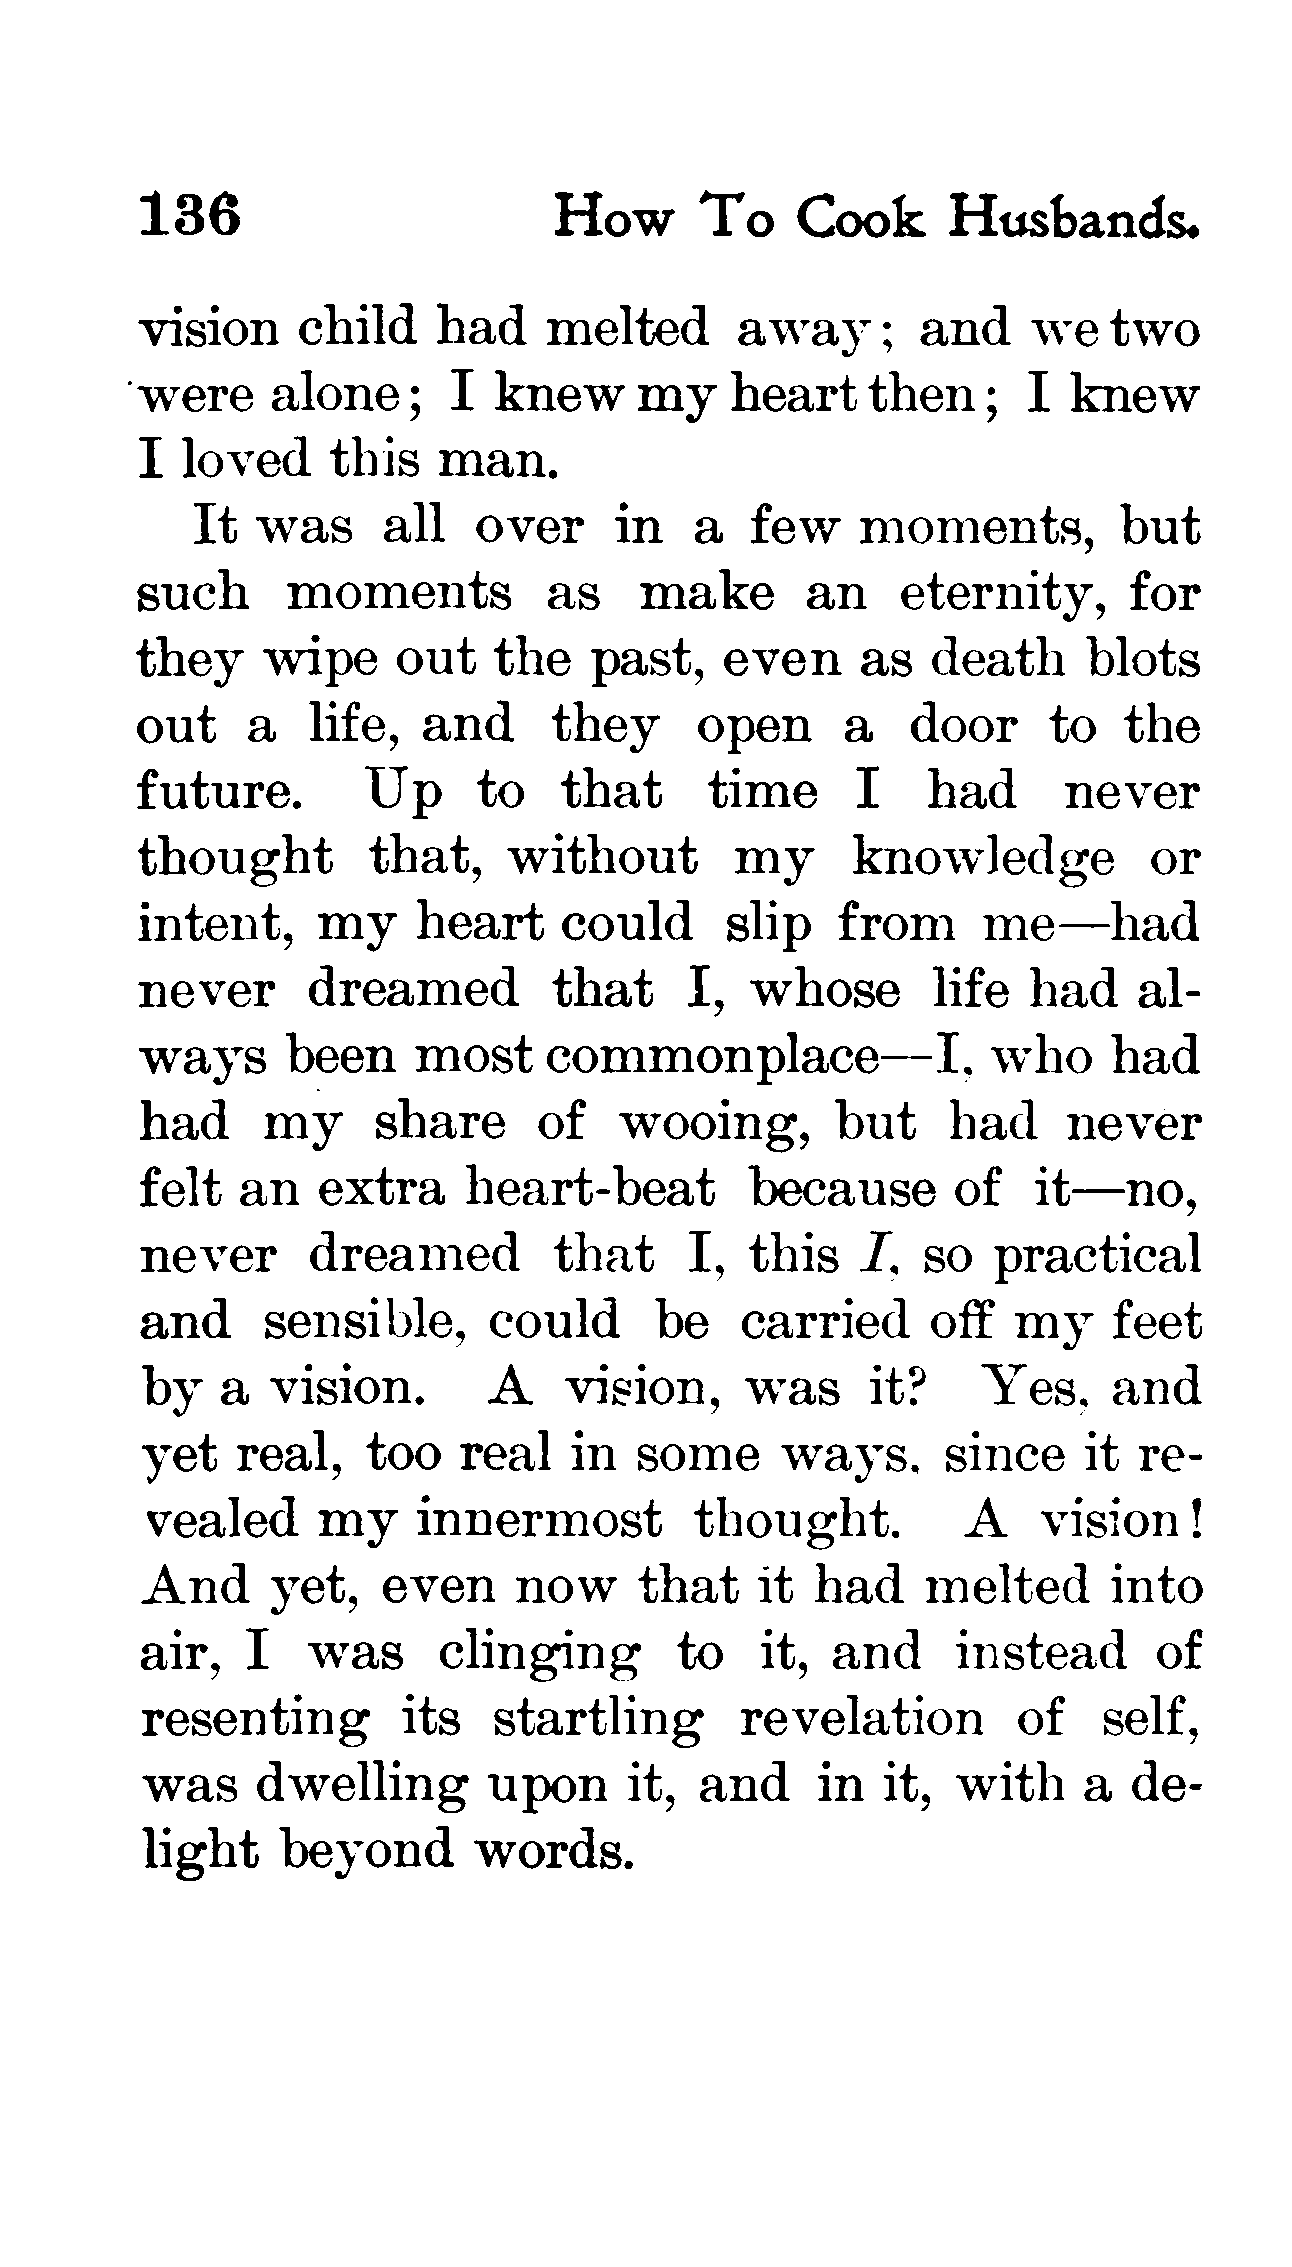 136 How To Cook Husbands.
vision child had melted away; and we two
were alone; I knew my heart then; I knew
I loved this man.
It was all over in a few moments, but
such moments as make an eternity, for
they wipe out the past, even as death blots
out a life, and they open a door to the
future. Up to that time I had never
thought that, without my knowledge or
intent, my heart could slip from me—had
never dreamed that I, whose life had al-
ways been most commonplace—I, who had
had my share of wooing, but had never
felt an extra heart-beat because of it—no,
never dreamed that I, this I, so practical
and sensible, could be carried off my feet
by a vision. A vision, was it? Yes, and
yet real, too real in some ways, since it re-
vealed my innermost thought. A vision!
And yet, even now that it had melted into
air, I was clinging to it, and instead of
resenting its startling revelation of self,
was dwelling upon it, and in it, with a de-
light beyond words.